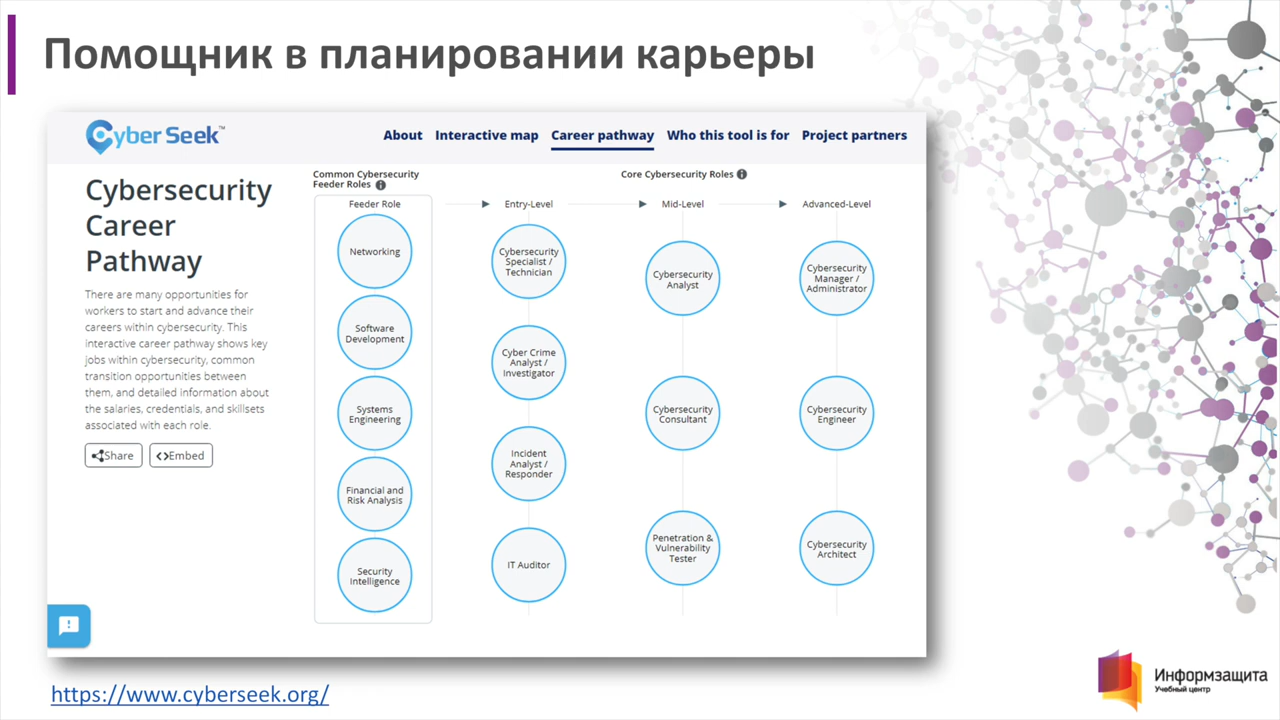 Помощник в планировании карьеры
Cyber Seek™
About
Interactive map
Career pathway
Who this tool is for
Project partners
Cybersecurity
Career
Pathway
There are many opportunities for
workers to start and advance their
careers within cybersecurity. This
interactive career pathway shows key
jobs within cybersecurity, common
transition opportunities between
them, and detailed information about
the salaries, credentials, and skillsets
associated with each role.
Share
Embed
Common Cybersecurity
Feeder Roles
Core Cybersecurity Roles
Feeder Role
Entry-Level
Mid-Level
Advanced-Level
Networking
Software
Development
Systems
Engineering
Financial and
Risk Analysis
Security
Intelligence
Cybersecurity
Specialist /
Technician
Cyber Crime
Analyst /
Investigator
Incident
Analyst /
Responder
IT Auditor
Cybersecurity
Analyst
Cybersecurity
Consultant
Penetration &
Vulnerability
Tester
Cybersecurity
Manager /
Administrator
Cybersecurity
Engineer
Cybersecurity
Architect
https://www.cyberseek.org/
Информзащита
Учебный центр